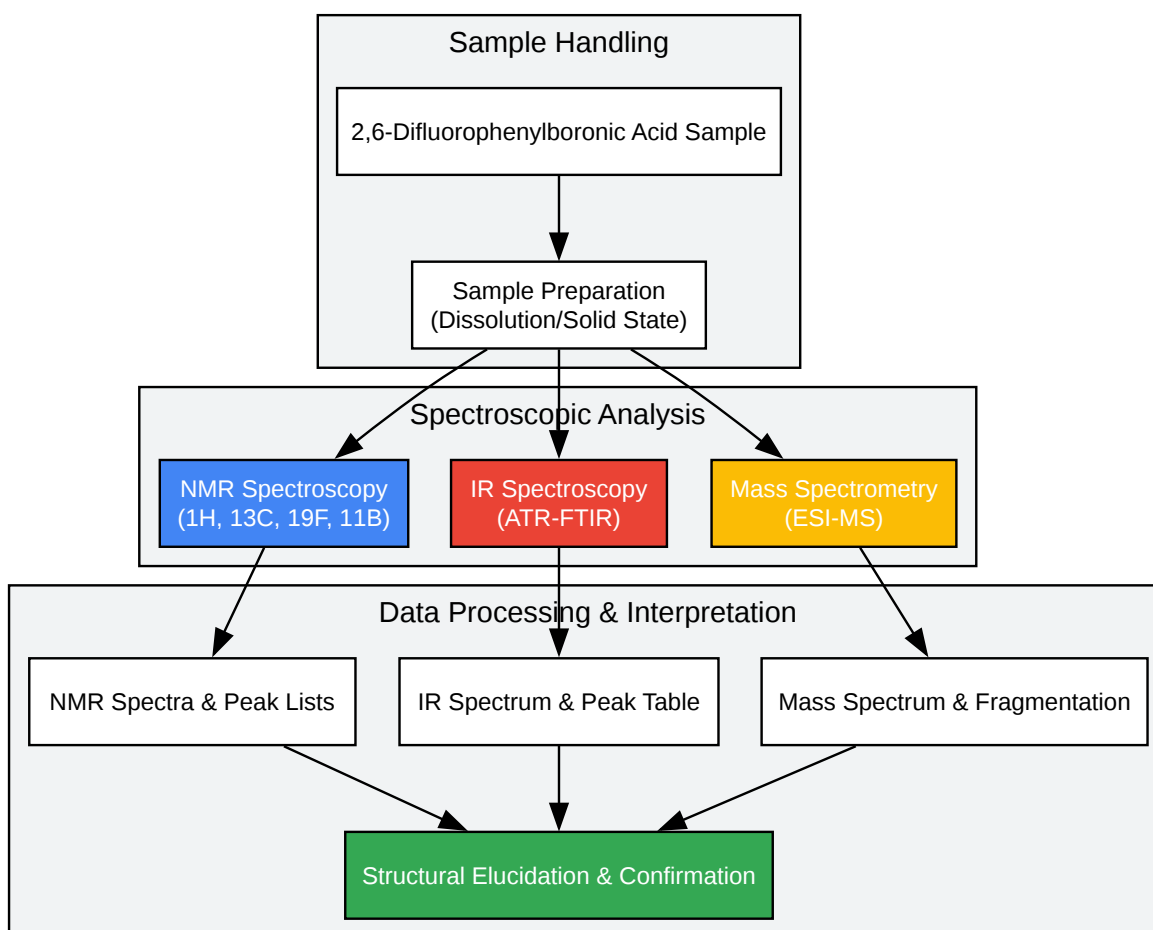 Sample Handling
2,6-Difluorophenylboronic Acid Sample
Sample Preparation
(Dissolution/Solid State)
Spectroscopic Analysis
NMR Spectroscopy
(1H, 13C, 19F, 11B)
IR Spectroscopy
(ATR-FTIR)
Mass Spectrometry
(ESI-MS)
Data Processing & Interpretation
NMR Spectra & Peak Lists
IR Spectrum & Peak Table
Mass Spectrum & Fragmentation
Structural Elucidation & Confirmation